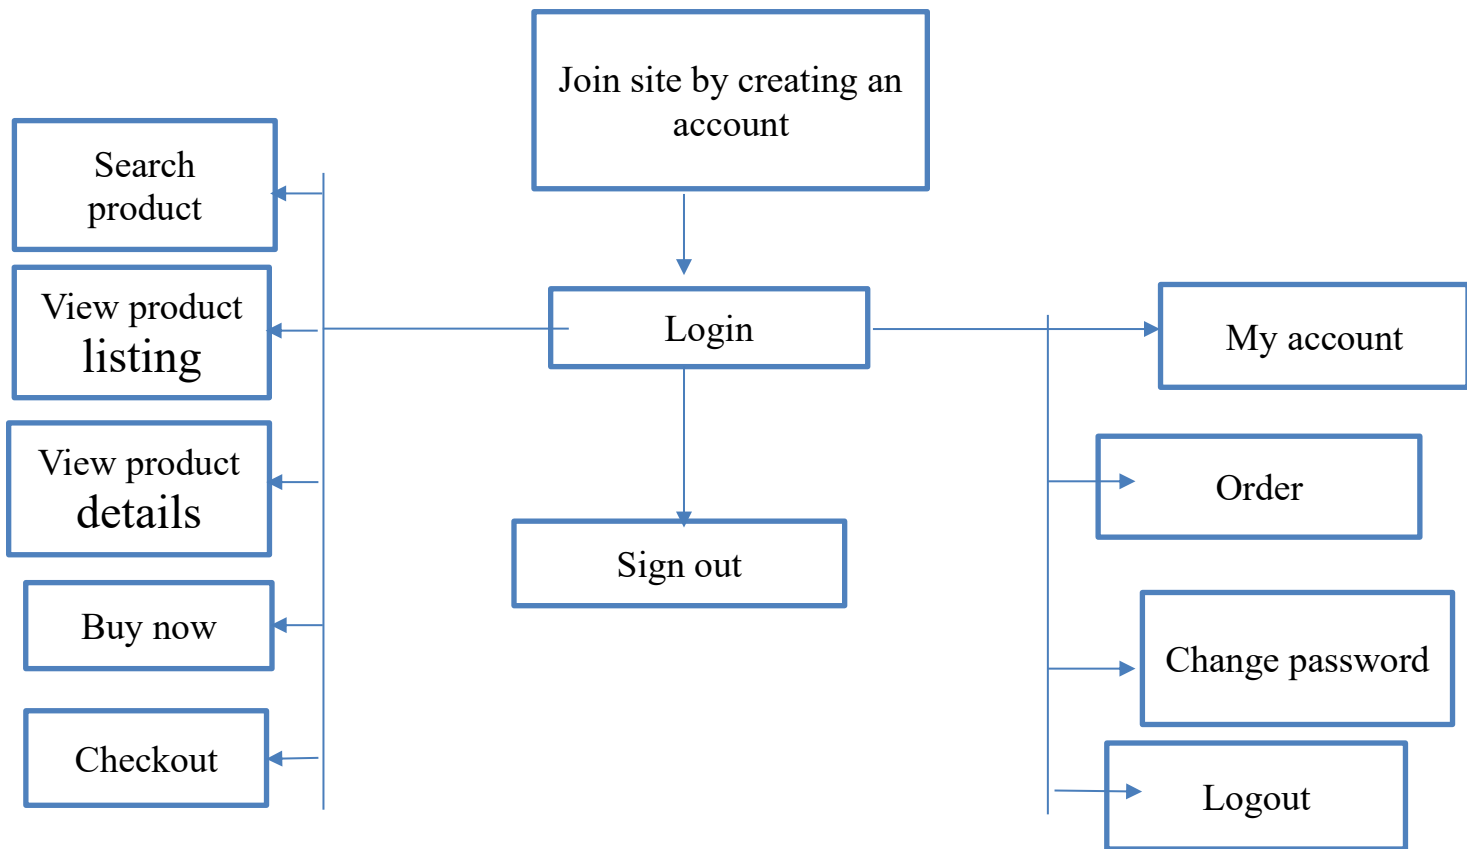 Join site by creating an
account
Search
product
View product
listing
Login
My account
View product
details
Order
Sign out
Buy now
Change password
Checkout
Logout